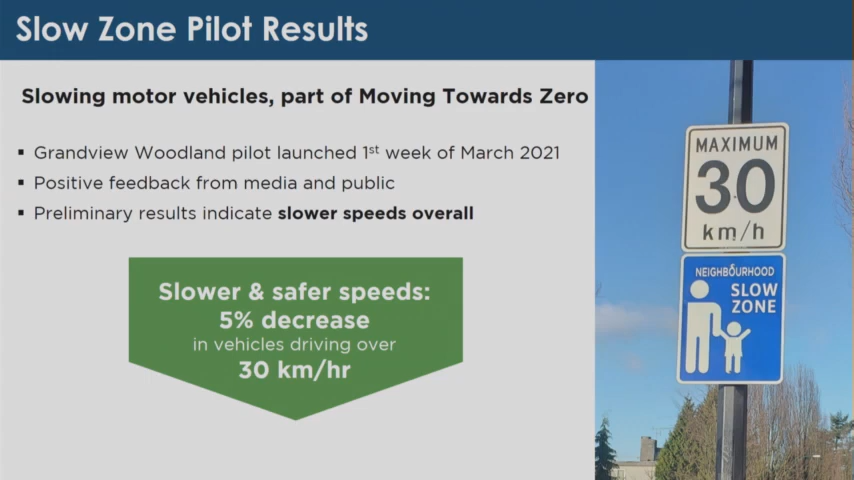 Slow Zone Pilot Results
Slowing motor vehicles, part of Moving Towards Zero
▪ Grandview Woodland pilot launched 1st week of March 2021
▪ Positive feedback from media and public
▪ Preliminary results indicate slower speeds overall
Slower & safer speeds:
5% decrease
in vehicles driving over
30 km/hr
MAXIMUM
30
km/h
NEIGHBOURHOOD
SLOW
ZONE